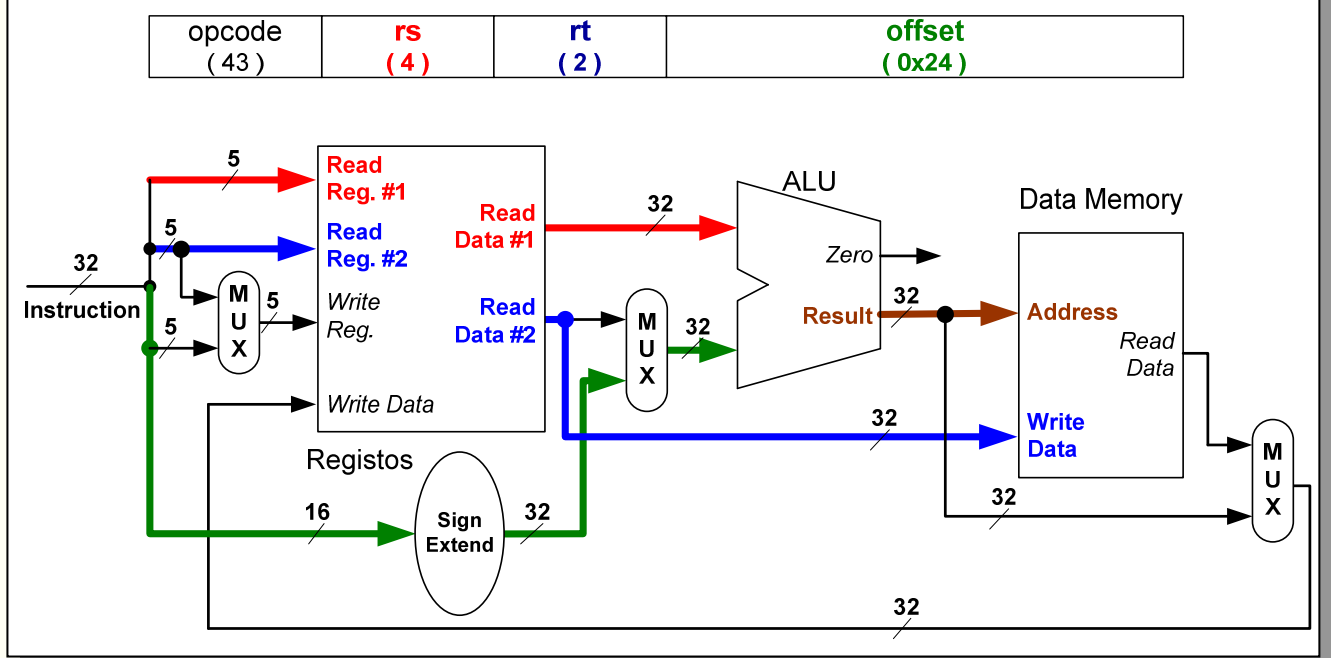 opcode
( 43 )
rs
( 4 )
rt
( 2 )
offset
( 0x24 )
5
Read
Reg. #1
Read
Data #1
32
ALU
Data Memory
5
Read
Reg. #2
Zero
32
Instruction
M
U
X
5
Write
Reg.
Read
Data #2
M
U
X
32
Result
32
Address
Read
Data
5
Write Data
32
Write
Data
Registos
16
Sign
Extend
32
32
M
U
X
32